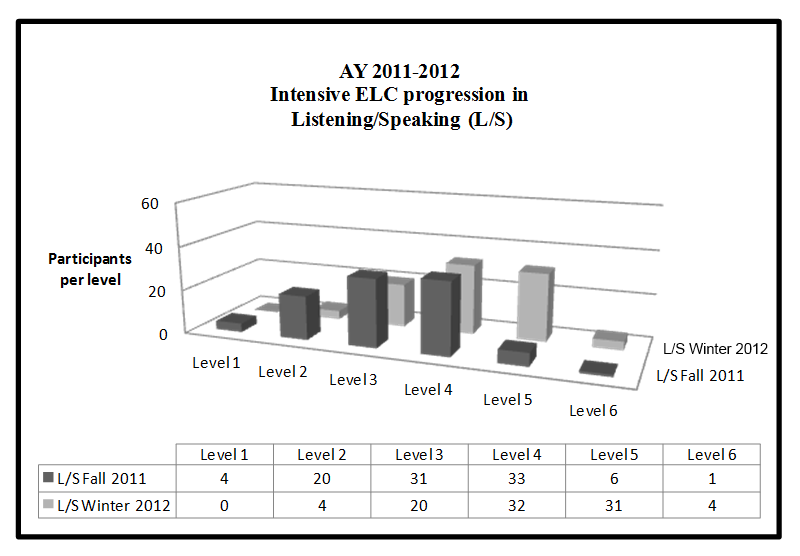 AY 2011-2012
Intensive ELC progression in
Listening/Speaking (L/S)
60
40
20
0
Participants
per level
Level 1
Level 2
Level 3
Level 4
Level 5
Level 6
L/S Winter 2012
L/S Fall 2011
Level 1 Level 2 Level 3 Level 4 Level 5 Level 6
L/S Fall 2011 4 20 31 33 6 1
L/S Winter 2012 0 4 20 32 31 4